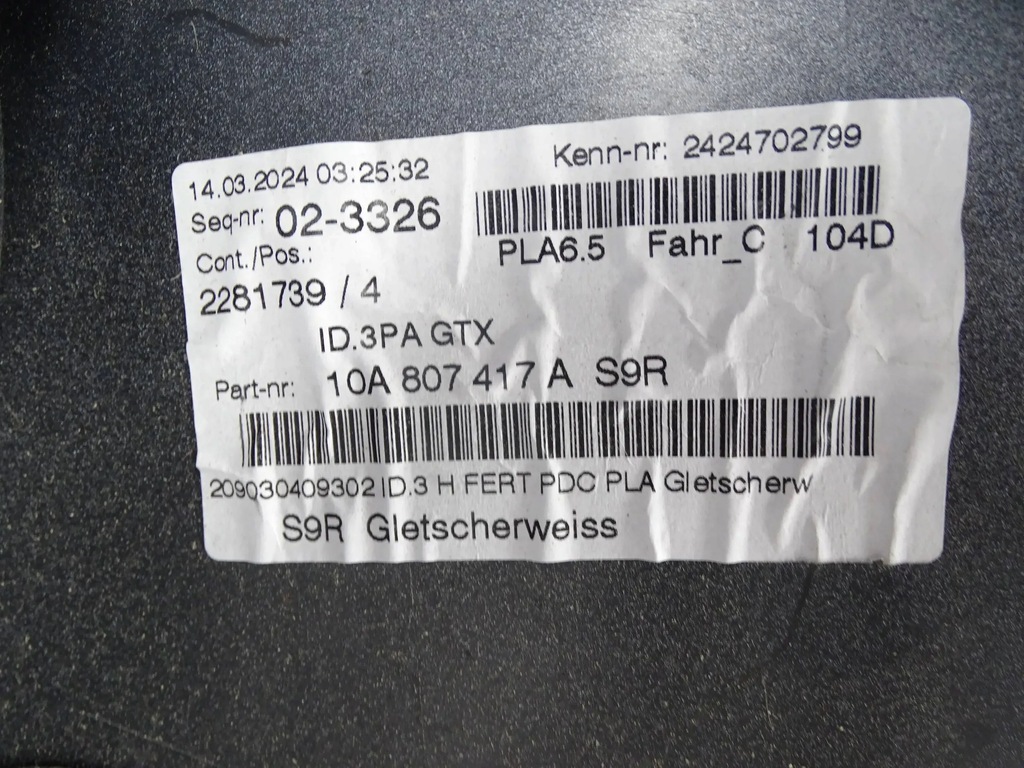 14.03.2024 03:25:32
Kenn-nr: 2424702799
Seq-nr: 02-3326
PLA6.5 Fahr_C 104D
Cont./Pos.:
2281739 / 4
ID.3PA GTX
Part-nr: 10A 807 417 A S9R
209030409302 ID.3 H FERT PDC PLA Gletscherw
S9R Gletscherweiss